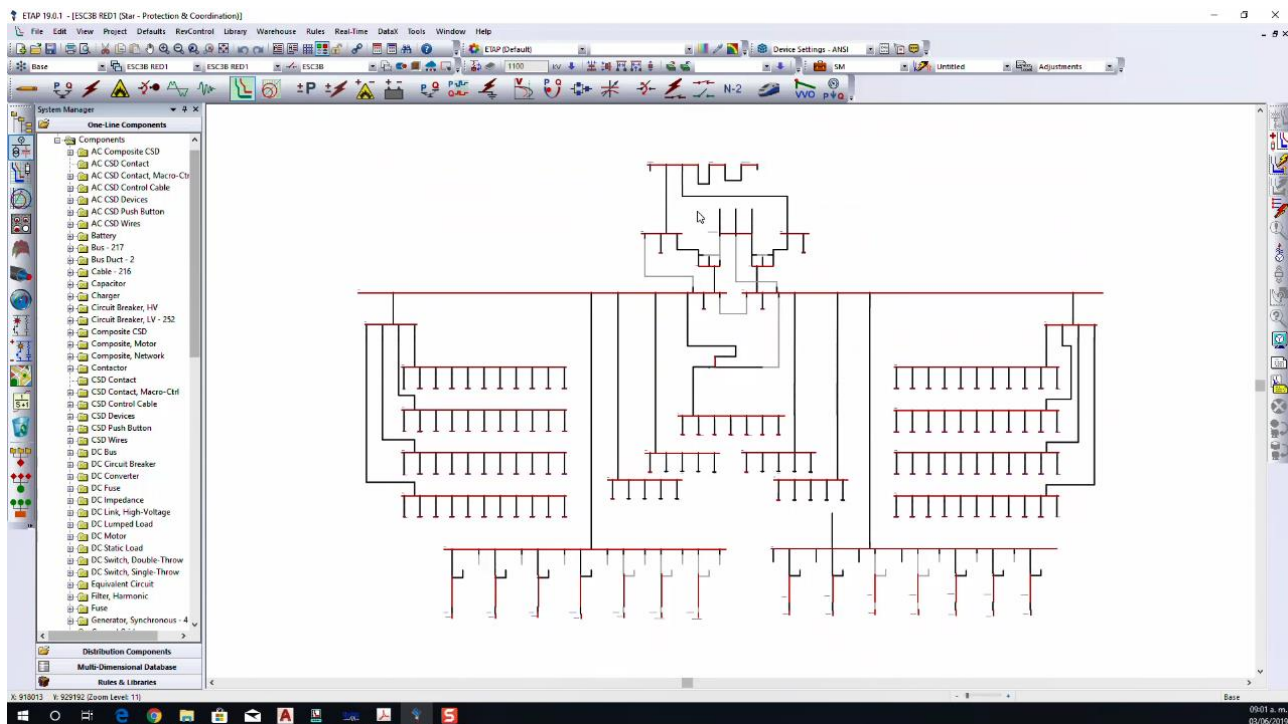 ETAP 19.0.1 - [ESC3B RED1 (Star - Protection & Coordination)]
File Edit View Project Defaults RevControl Library Warehouse Rules Real-Time DataX Tools Window Help
ETAP (Default) Device Settings - ANSI
Base ESC3B RED1 ESC3B RED1 ESC3B 1100 kV SM Untitled Adjustments
N-2 VVO
System Manager
One-Line Components
Components
AC Composite CSD
AC CSD Contact
AC CSD Contact, Macro-Ctr
AC CSD Control Cable
AC CSD Devices
AC CSD Push Button
AC CSD Wires
Battery
Bus - 217
Bus Duct - 2
Cable - 216
Capacitor
Charger
Circuit Breaker, HV
Circuit Breaker, LV - 252
Composite CSD
Composite, Motor
Composite, Network
Contactor
CSD Contact
CSD Contact, Macro-Ctrl
CSD Control Cable
CSD Devices
CSD Push Button
CSD Wires
DC Bus
DC Circuit Breaker
DC Converter
DC Fuse
DC Impedance
DC Link, High-Voltage
DC Lumped Load
DC Motor
DC Static Load
DC Switch, Double-Throw
DC Switch, Single-Throw
Equivalent Circuit
Filter, Harmonic
Fuse
Generator, Synchronous - 4
Distribution Components
Multi-Dimensional Database
Rules & Libraries
X: 918013 Y: 929192 (Zoom Level: 11) Base
09:01 a. m.